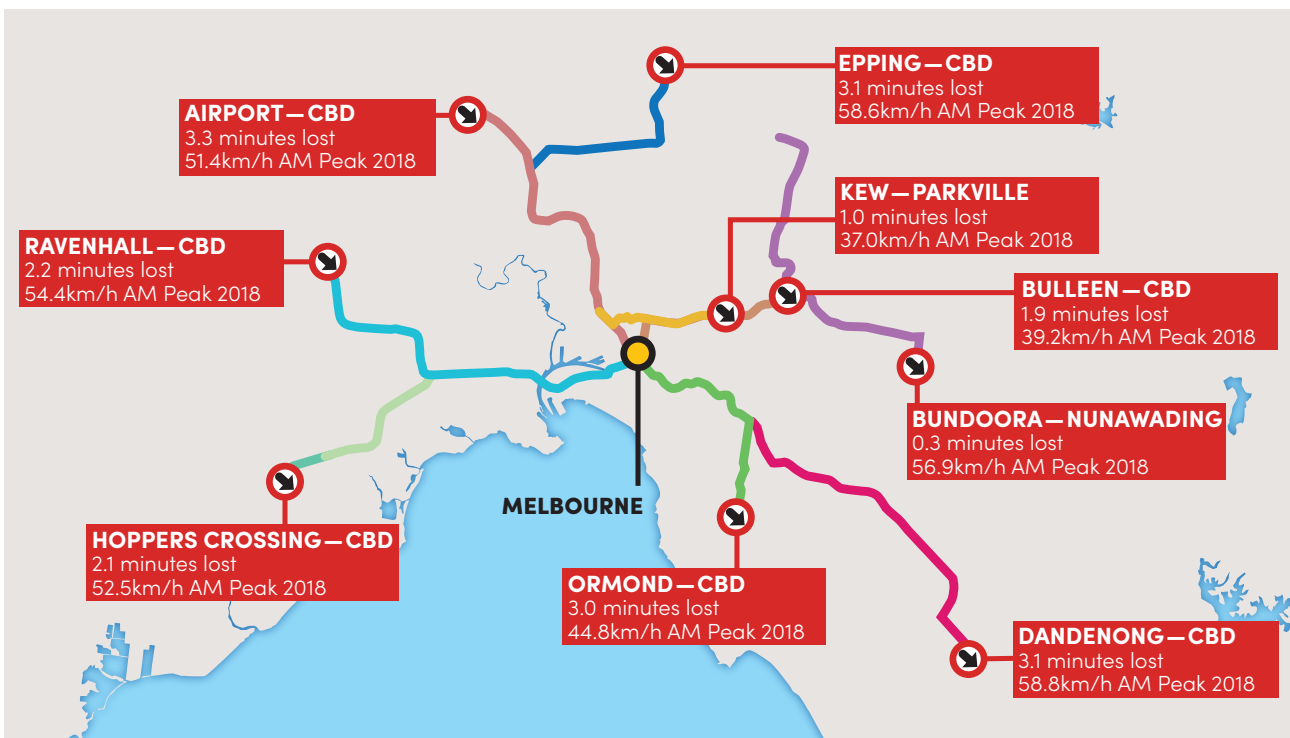 EPPING—CBD
3.1 minutes lost
58.6km/h AM Peak 2018
AIRPORT—CBD
3.3 minutes lost
51.4km/h AM Peak 2018
KEW—PARKVILLE
1.0 minutes lost
37.0km/h AM Peak 2018
RAVENHALL—CBD
2.2 minutes lost
54.4km/h AM Peak 2018
BULLEEN—CBD
1.9 minutes lost
39.2km/h AM Peak 2018
BUNDOORA—NUNAWADING
0.3 minutes lost
56.9km/h AM Peak 2018
MELBOURNE
HOPPERS CROSSING—CBD
2.1 minutes lost
52.5km/h AM Peak 2018
ORMOND—CBD
3.0 minutes lost
44.8km/h AM Peak 2018
DANDENONG—CBD
3.1 minutes lost
58.8km/h AM Peak 2018